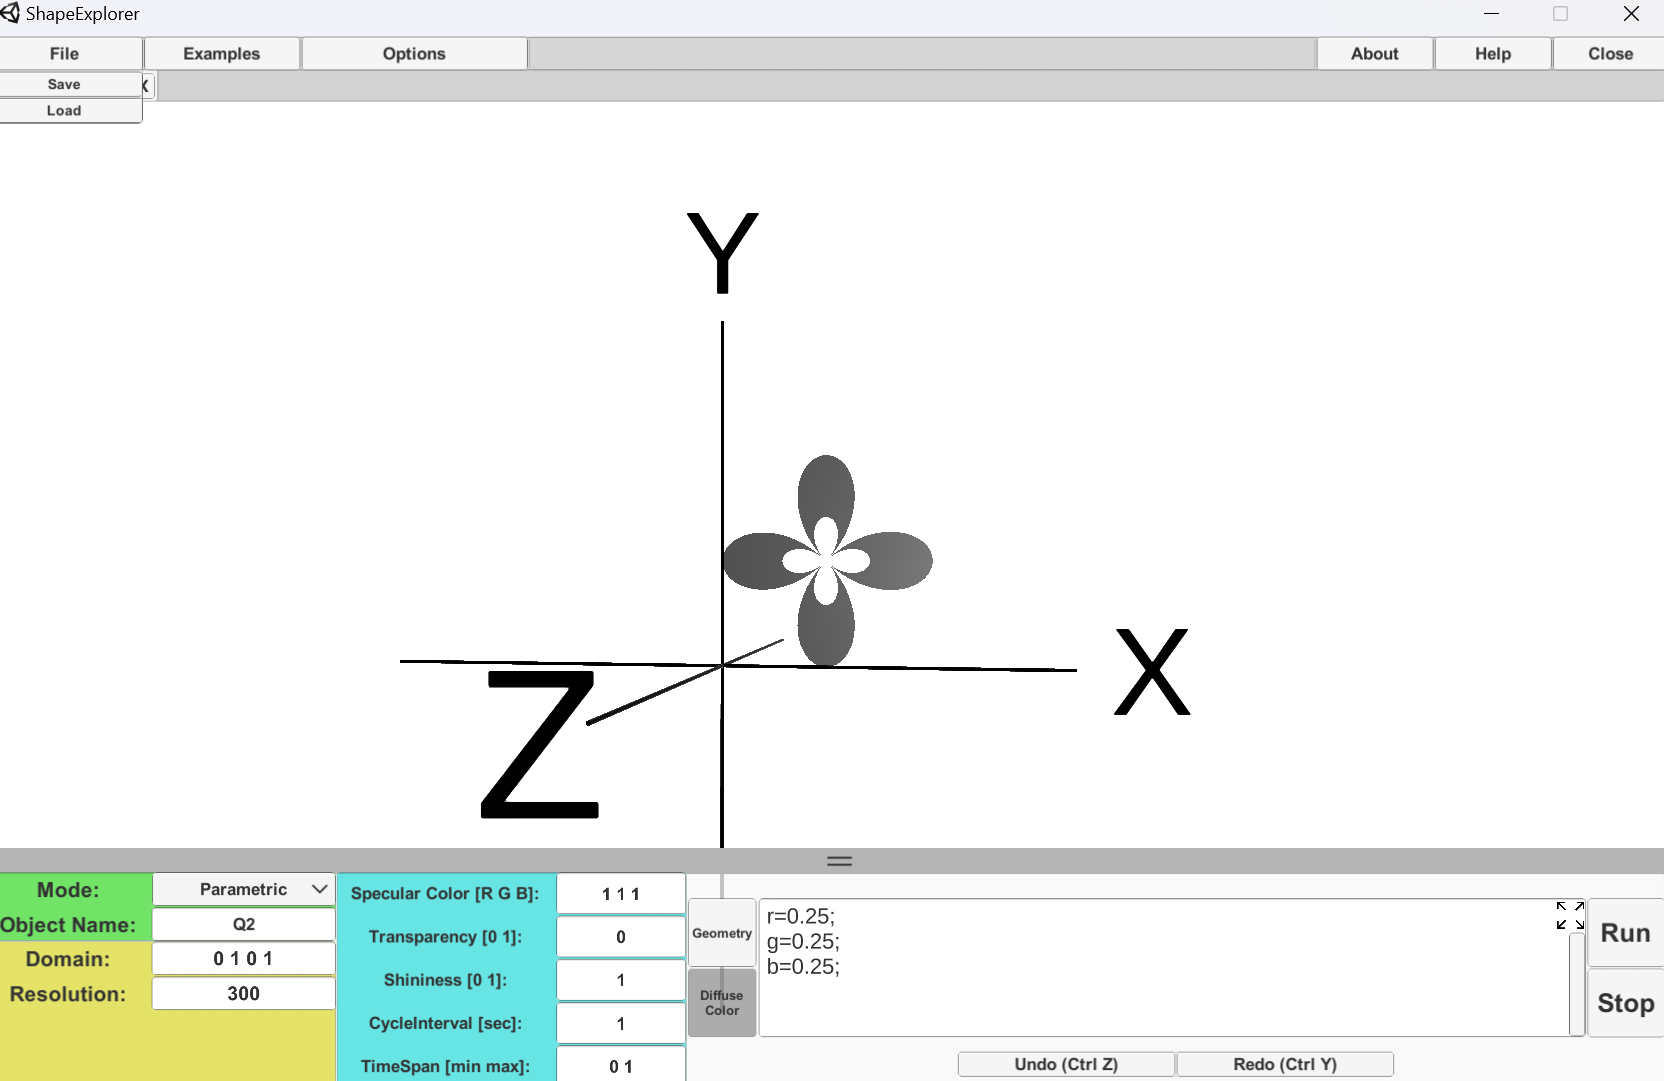 ShapeExplorer
File Examples Options About Help Close
Save X
Load
Y
X
Z
Mode: Parametric
Object Name: Q2
Domain: 0 1 0 1
Resolution: 300
Specular Color [R G B]: 1 1 1
Transparency [0 1]: 0
Shininess [0 1]: 1
CycleInterval [sec]: 1
TimeSpan [min max]: 0 1
Geometry
Diffuse
Color
r=0.25;
g=0.25;
b=0.25;
Run
Stop
Undo (Ctrl Z) Redo (Ctrl Y)